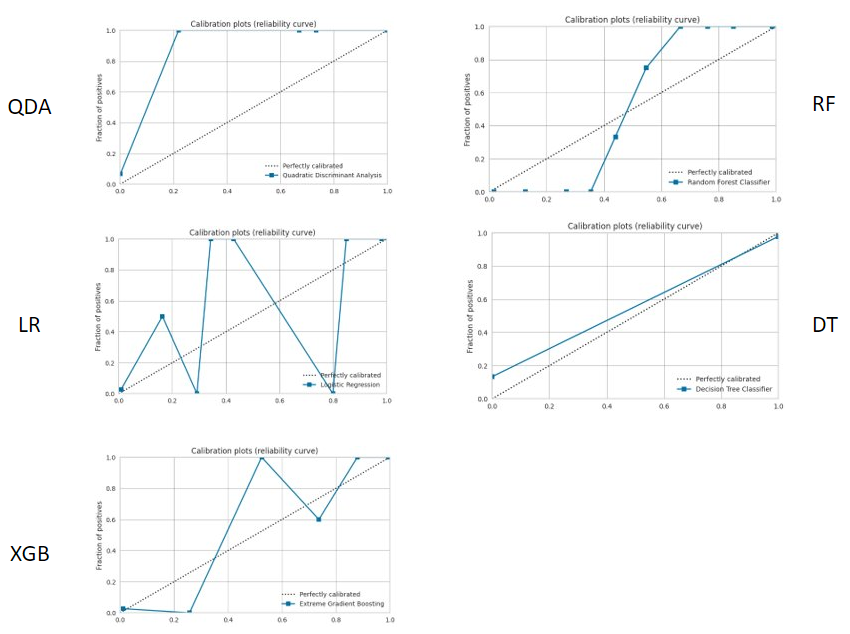 QDA
Calibration plots (reliability curve)
Fraction of positives
1.0
0.8
0.6
0.4
0.2
0.0
0.0 0.2 0.4 0.6 0.8 1.0
Perfectly calibrated
Quadratic Discriminant Analysis
Calibration plots (reliability curve)
Fraction of positives
1.0
0.8
0.6
0.4
0.2
0.0
0.0 0.2 0.4 0.6 0.8 1.0
Perfectly calibrated
Random Forest Classifier
RF
LR
Calibration plots (reliability curve)
Fraction of positives
1.0
0.8
0.6
0.4
0.2
0.0
0.0 0.2 0.4 0.6 0.8 1.0
Perfectly calibrated
Logistic Regression
Calibration plots (reliability curve)
Fraction of positives
1.0
0.8
0.6
0.4
0.2
0.0
0.0 0.2 0.4 0.6 0.8 1.0
Perfectly calibrated
Decision Tree Classifier
DT
XGB
Calibration plots (reliability curve)
Fraction of positives
1.0
0.8
0.6
0.4
0.2
0.0
0.0 0.2 0.4 0.6 0.8 1.0
Perfectly calibrated
Extreme Gradient Boosting